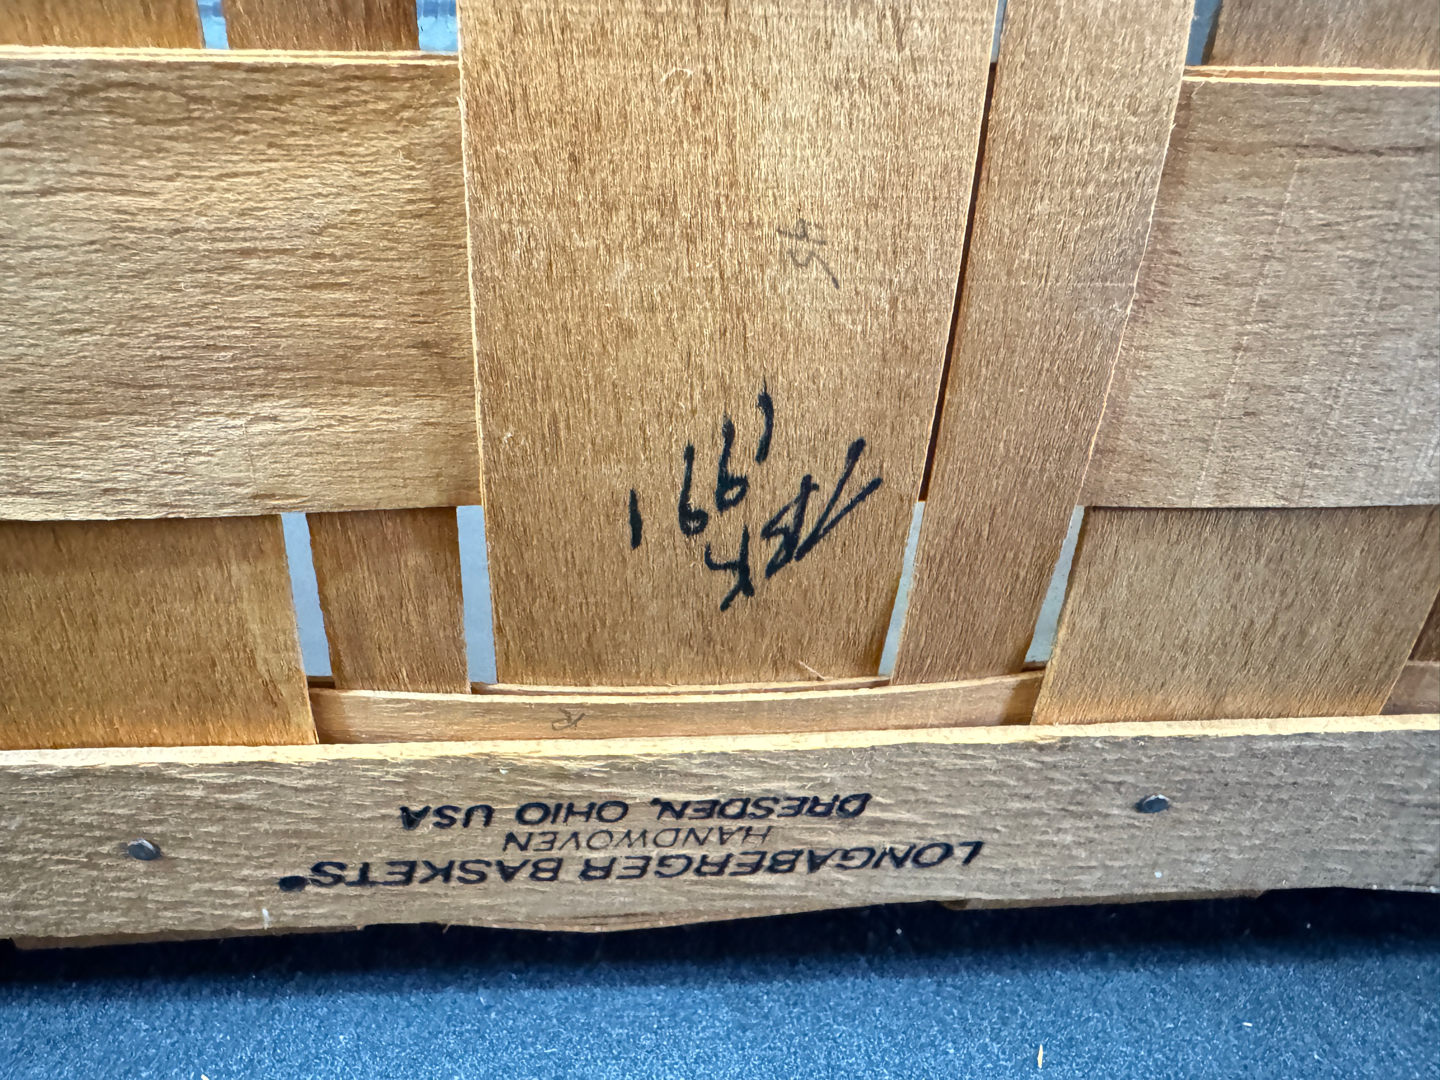 LONGABERGER BASKETS®
HANDWOVEN
DRESDEN, OHIO USA
1991